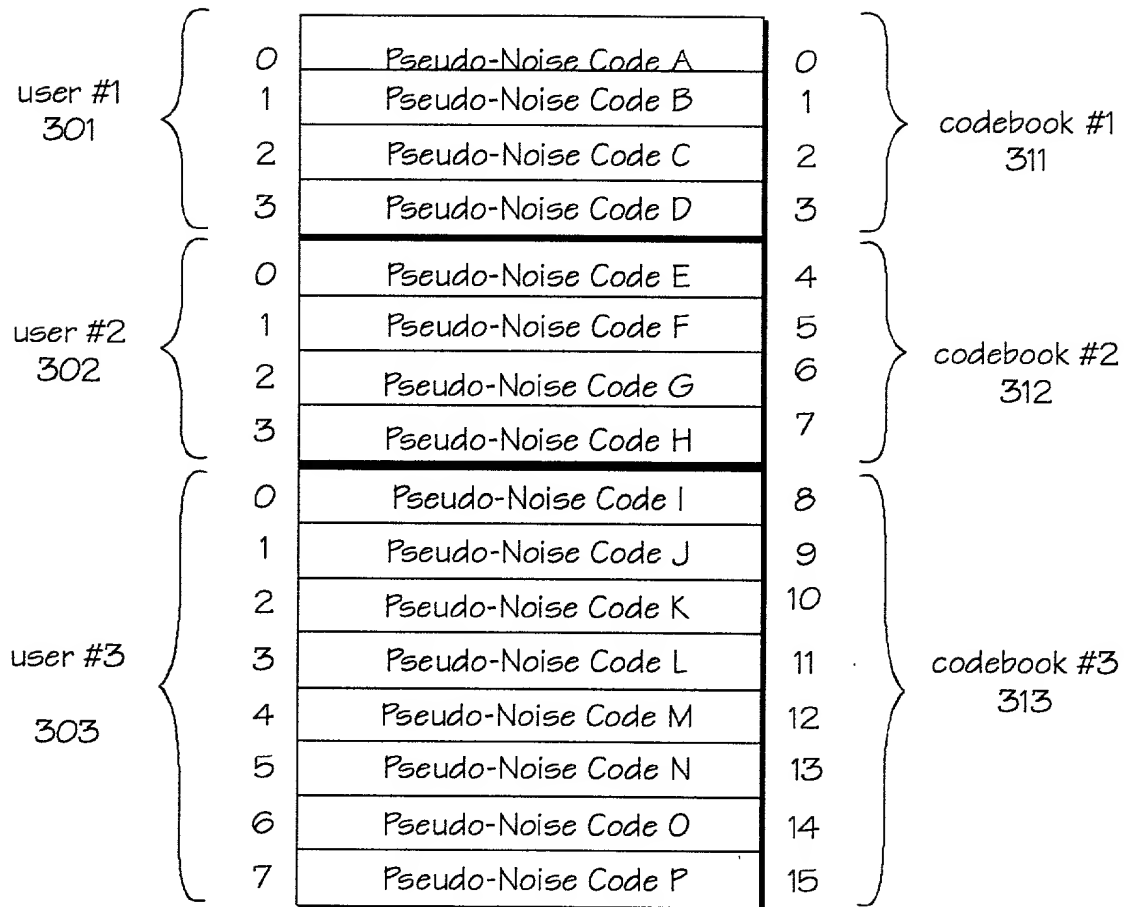 0 Pseudo-Noise Code A 0
user #1
301
1 Pseudo-Noise Code B 1
codebook #1
311
2 Pseudo-Noise Code C 2
3 Pseudo-Noise Code D 3
0 Pseudo-Noise Code E 4
user #2
302
1 Pseudo-Noise Code F 5
codebook #2
312
2 Pseudo-Noise Code G 6
3 Pseudo-Noise Code H 7
0 Pseudo-Noise Code I 8
1 Pseudo-Noise Code J 9
2 Pseudo-Noise Code K 10
user #3
303
3 Pseudo-Noise Code L 11
codebook #3
313
4 Pseudo-Noise Code M 12
5 Pseudo-Noise Code N 13
6 Pseudo-Noise Code O 14
7 Pseudo-Noise Code P 15